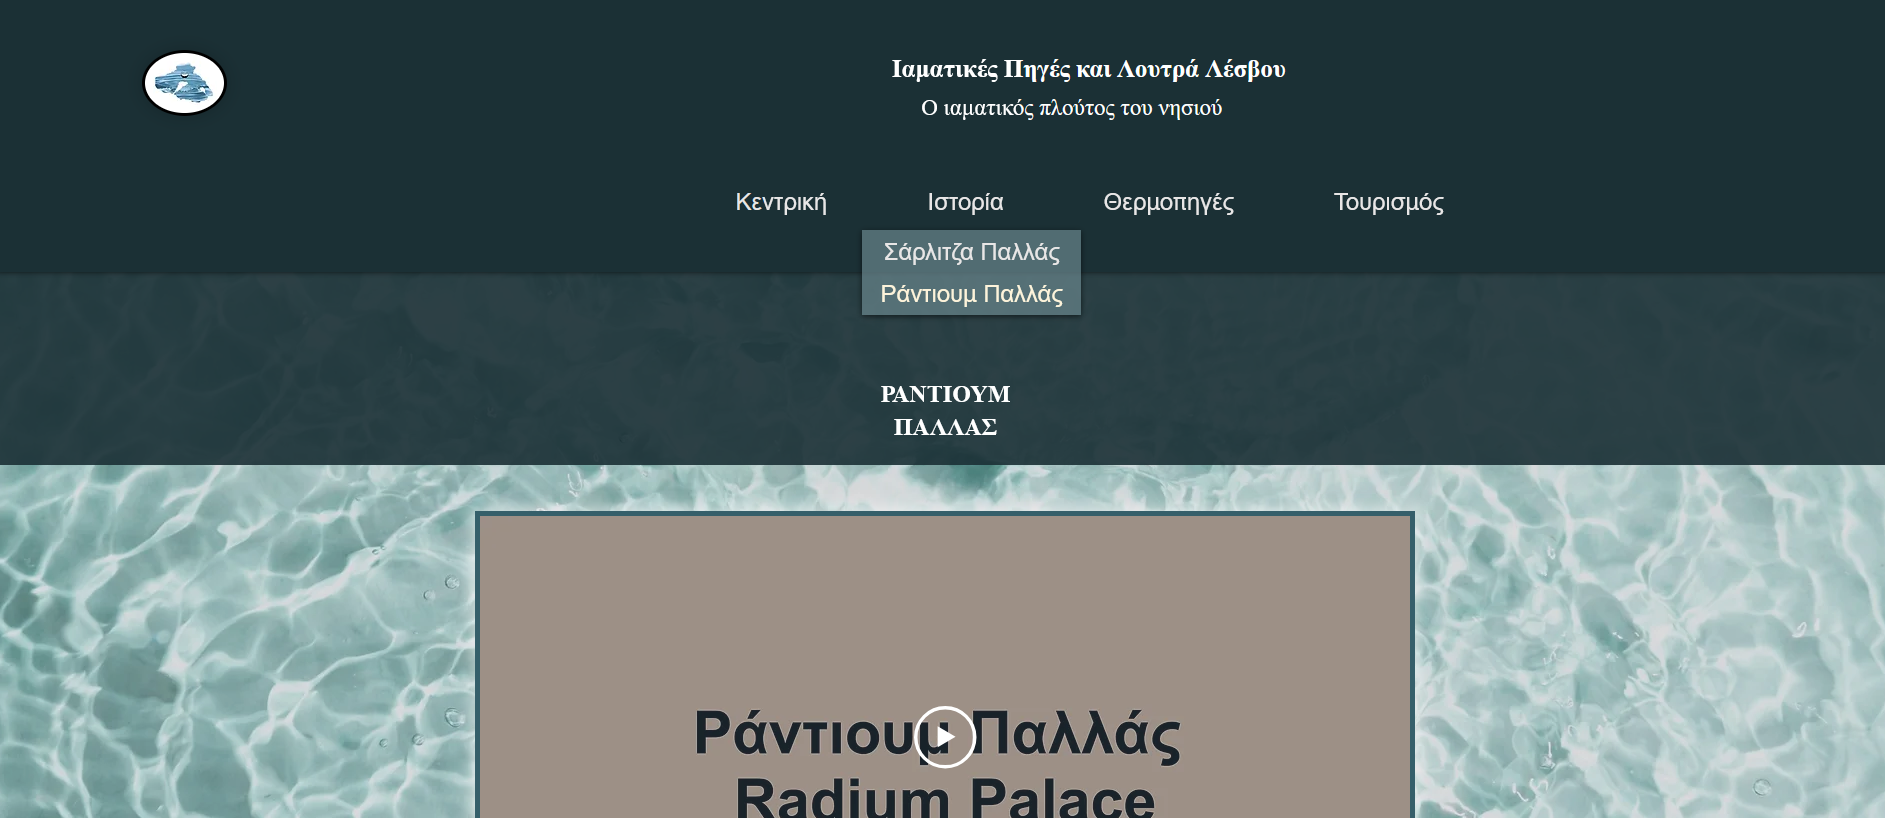 Ιαματικές Πηγές και Λουτρά Λέσβου
Ο ιαματικός πλούτος του νησιού
Κεντρική Ιστορία Θερμοπηγές Τουρισμός
Σάρλιτζα Παλλάς
Ράντιουμ Παλλάς
ΡΑΝΤΙΟΥΜ
ΠΑΛΛΑΣ
Ράντιουμ Παλλάς
Radium Palace